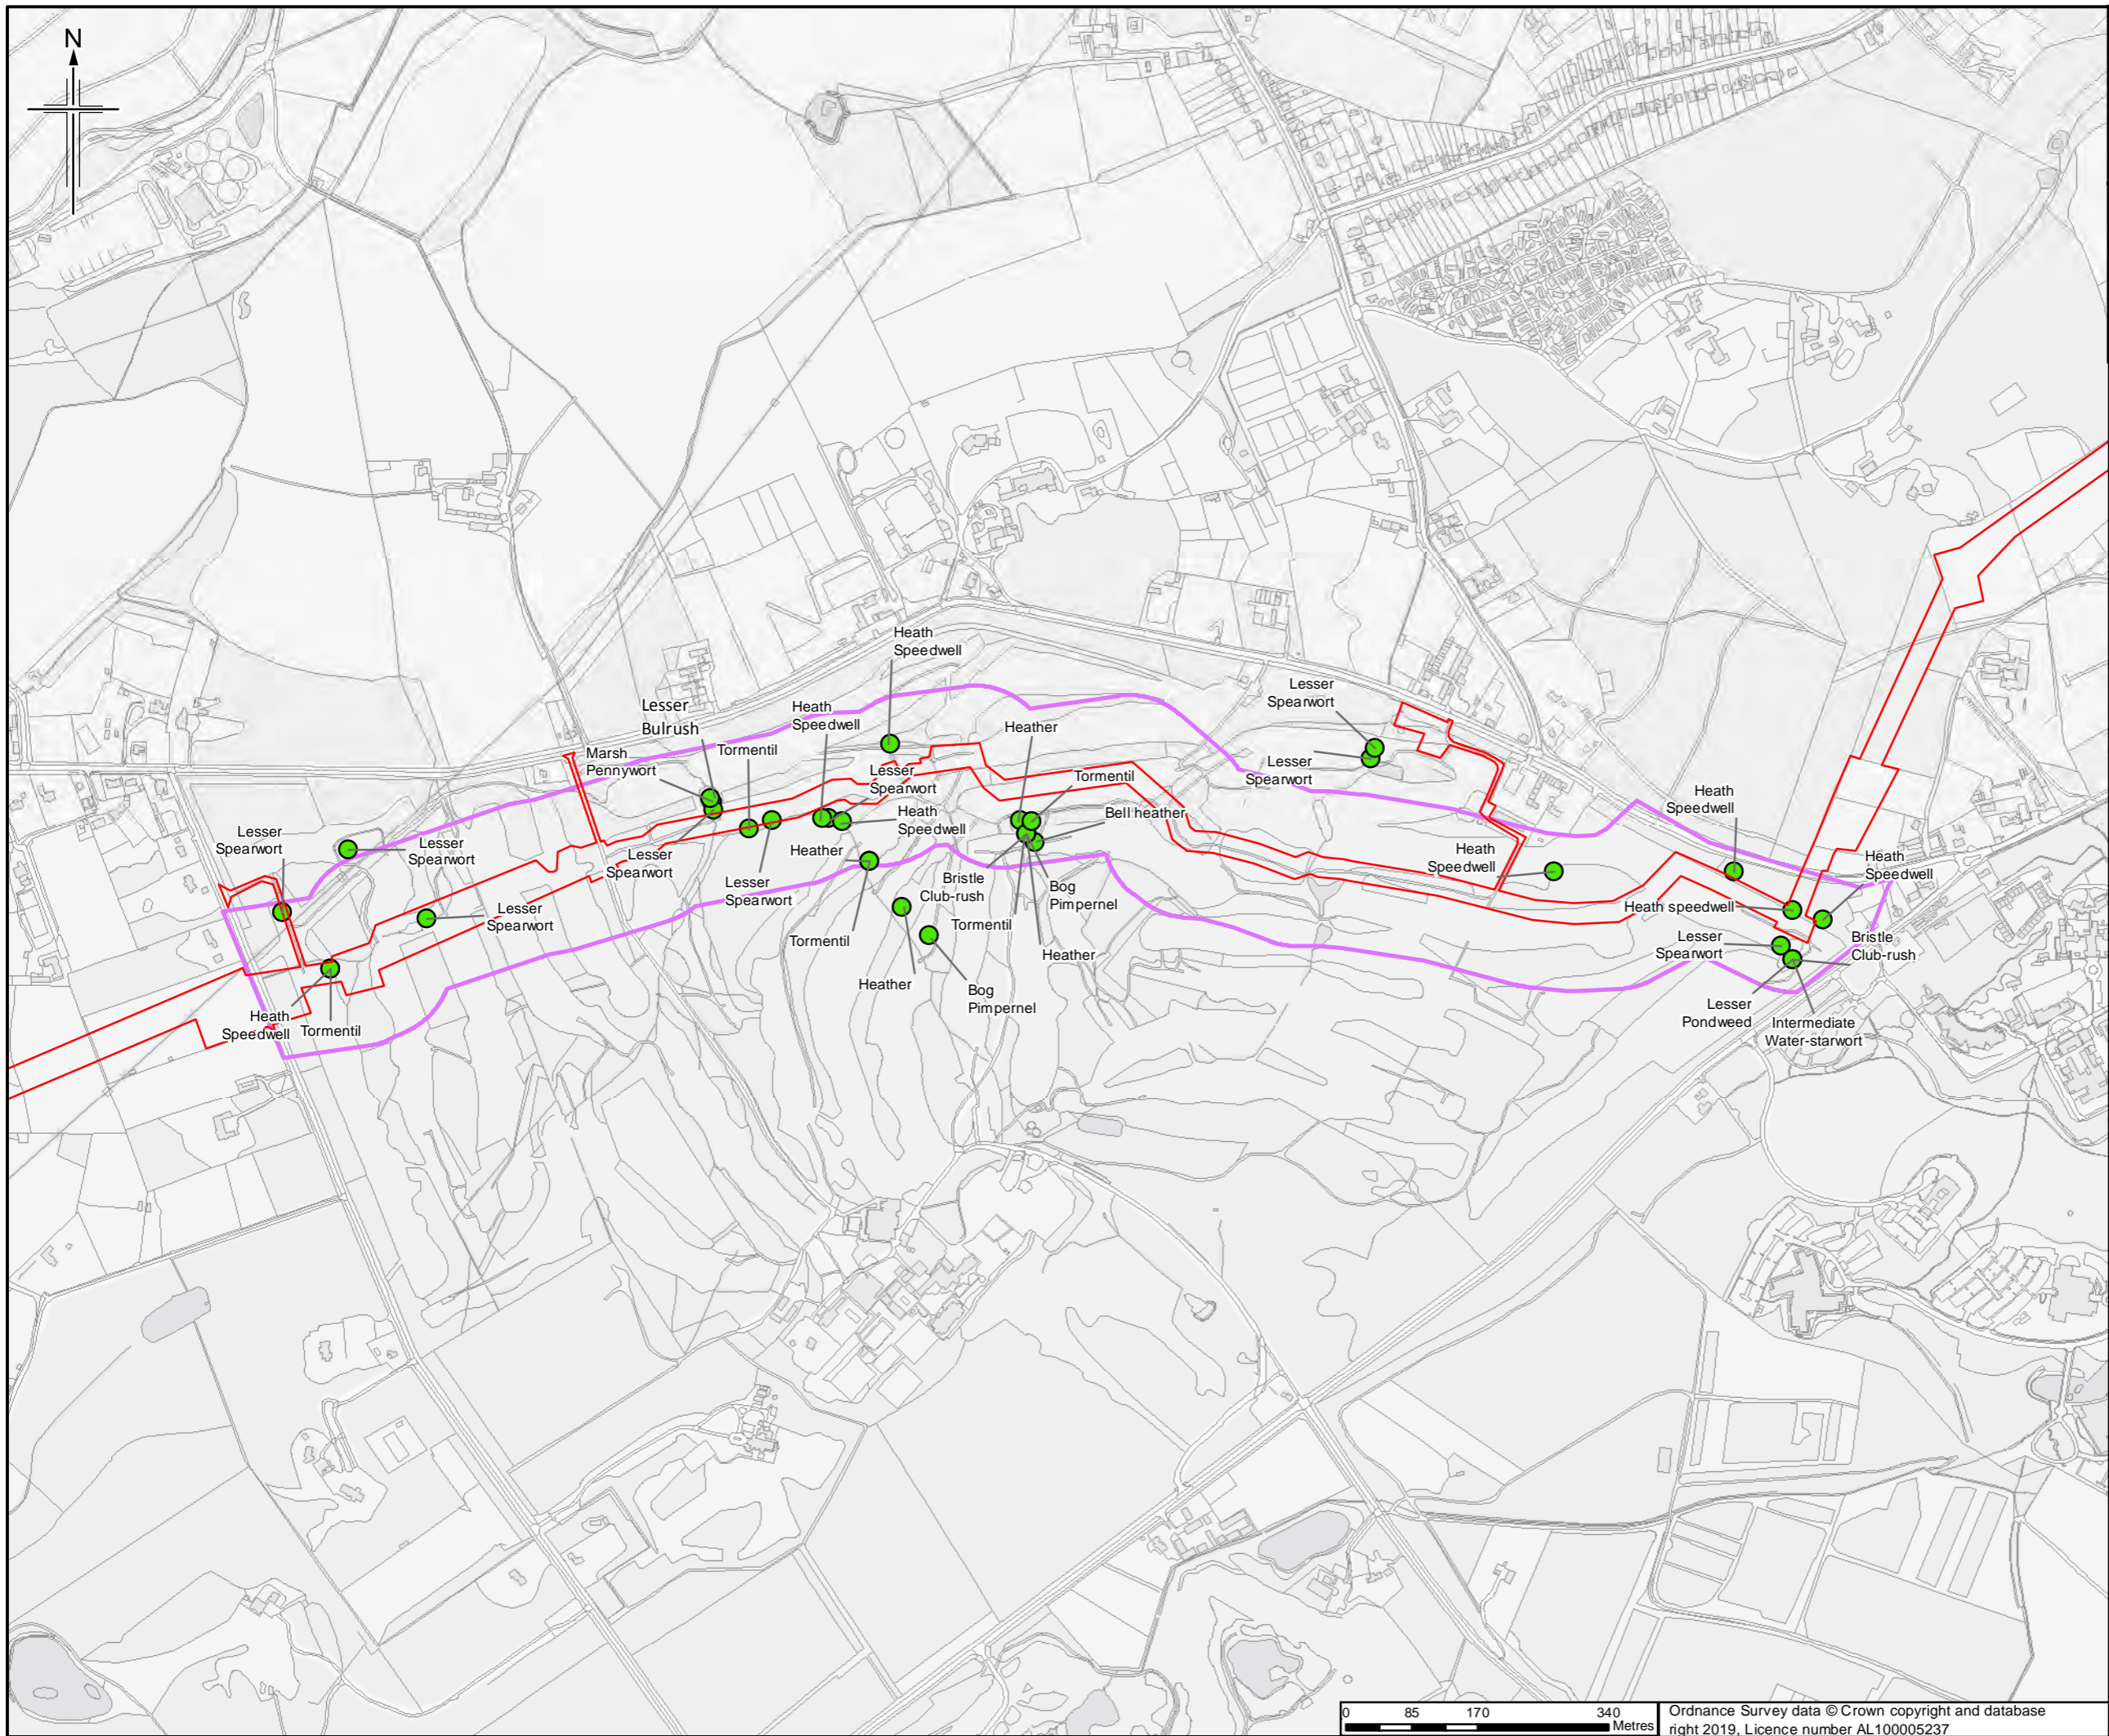 N
Heath
Speedwell
Lesser
Bulrush
Heath
Speedwell
Marsh
Pennywort
Tormentil
Heather
Lesser
Spearwort
Lesser
Spearwort
Tormentil
Lesser
Spearwort
Bell heather
Heath
Speedwell
Heath
Speedwell
Lesser
Spearwort
Lesser
Spearwort
Lesser
Spearwort
Heather
Lesser
Spearwort
Bristle
Club-rush
Bog
Pimpernel
Heath
Speedwell
Heath
Speedwell
Heath speedwell
Lesser
Spearwort
Tormentil
Tormentil
Heather
Heather
Bog
Pimpernel
Lesser
Spearwort
Bristle
Club-rush
Heath
Speedwell
Tormentil
Lesser
Pondweed
Intermediate
Water-starwort
0 85 170 340
Metres
Ordnance Survey data © Crown copyright and database
right 2019, Licence number AL100005237